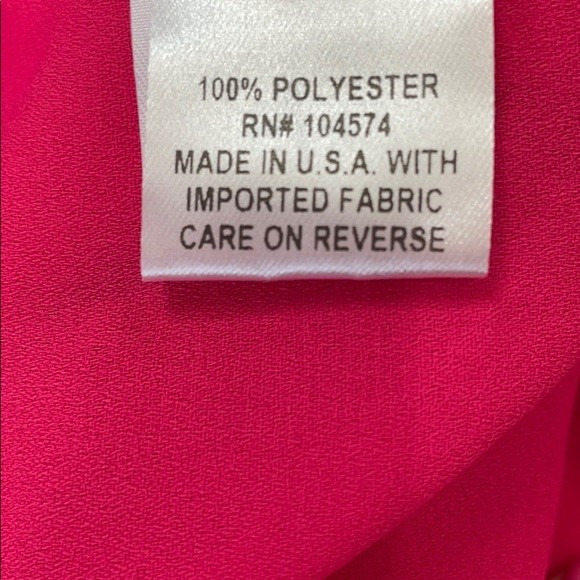 100% POLYESTER
RN# 104574
MADE IN U.S.A. WITH
IMPORTED FABRIC
CARE ON REVERSE